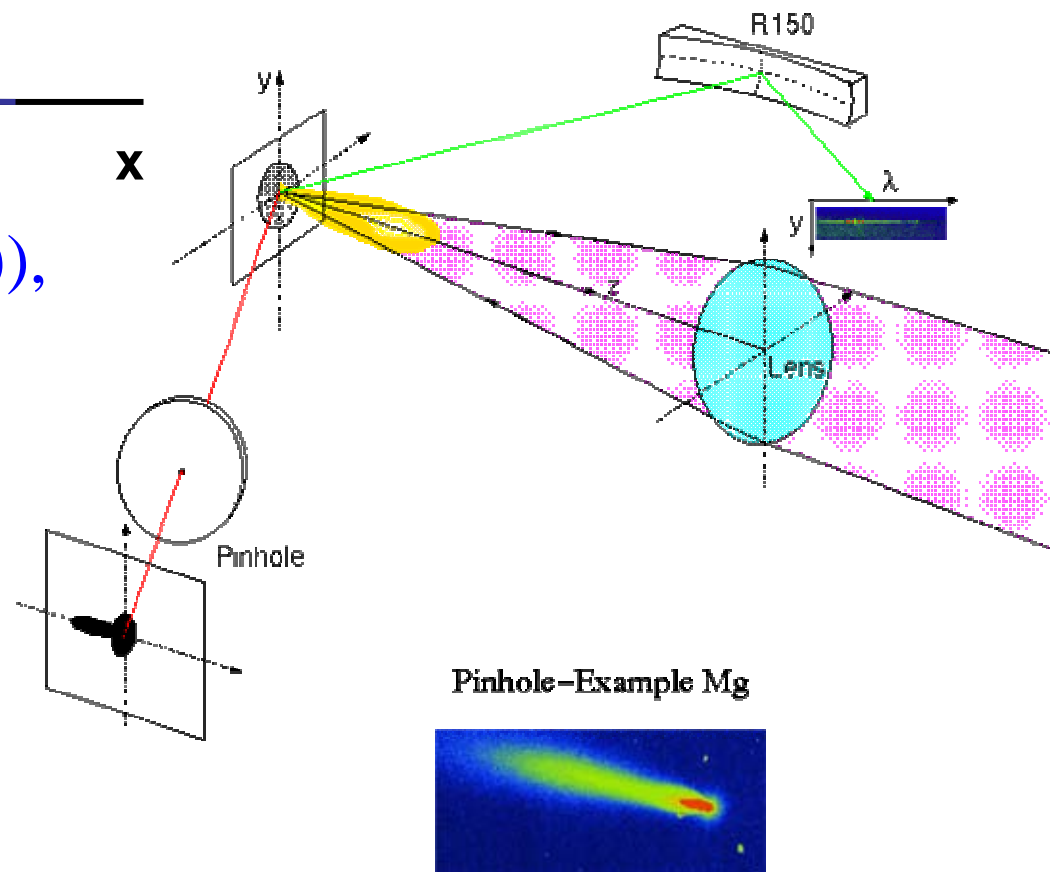 R150
y
x
λ
y
)),
z
Lens
Pinhole
Pinhole-Example Mg